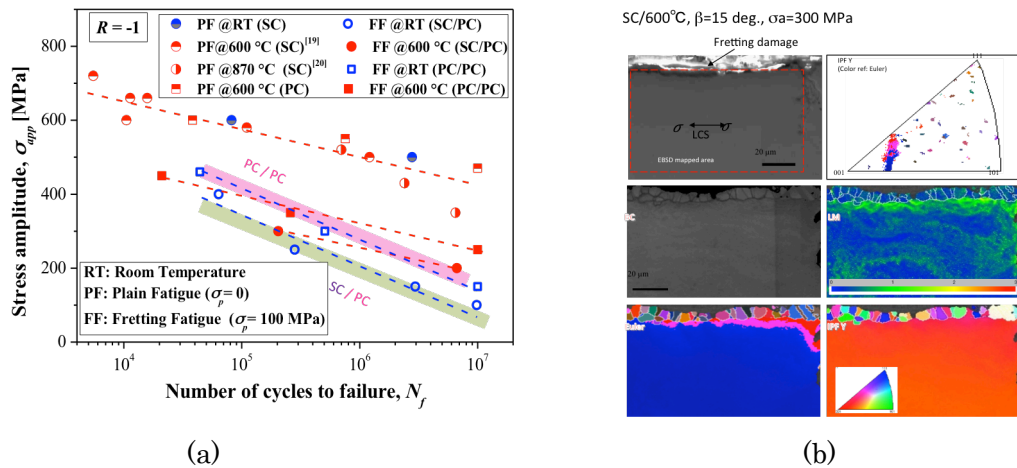 R = -1
PF @RT (SC)
PF@600 °C (SC)[19]
PF @870 °C (SC)[20]
PF @600 °C (PC)
FF @RT (SC/PC)
FF @600 °C (SC/PC)
FF @RT (PC/PC)
FF @600 °C (PC/PC)
Stress amplitude, σapp [MPa]
800
600
400
200
0
PC / PC
SC / PC
RT: Room Temperature
PF: Plain Fatigue (σp= 0)
FF: Fretting Fatigue (σp= 100 MPa)
10^4
10^5
10^6
10^7
Number of cycles to failure, Nf
(a)
SC/600℃, β=15 deg., σa=300 MPa
Fretting damage
σ
σ
LCS
20 μm
EBSD mapped area
IPF Y
(Color ref: Euler)
111
001
101
20 μm
LM
0
1
2
Euler
IPF Y
(b)